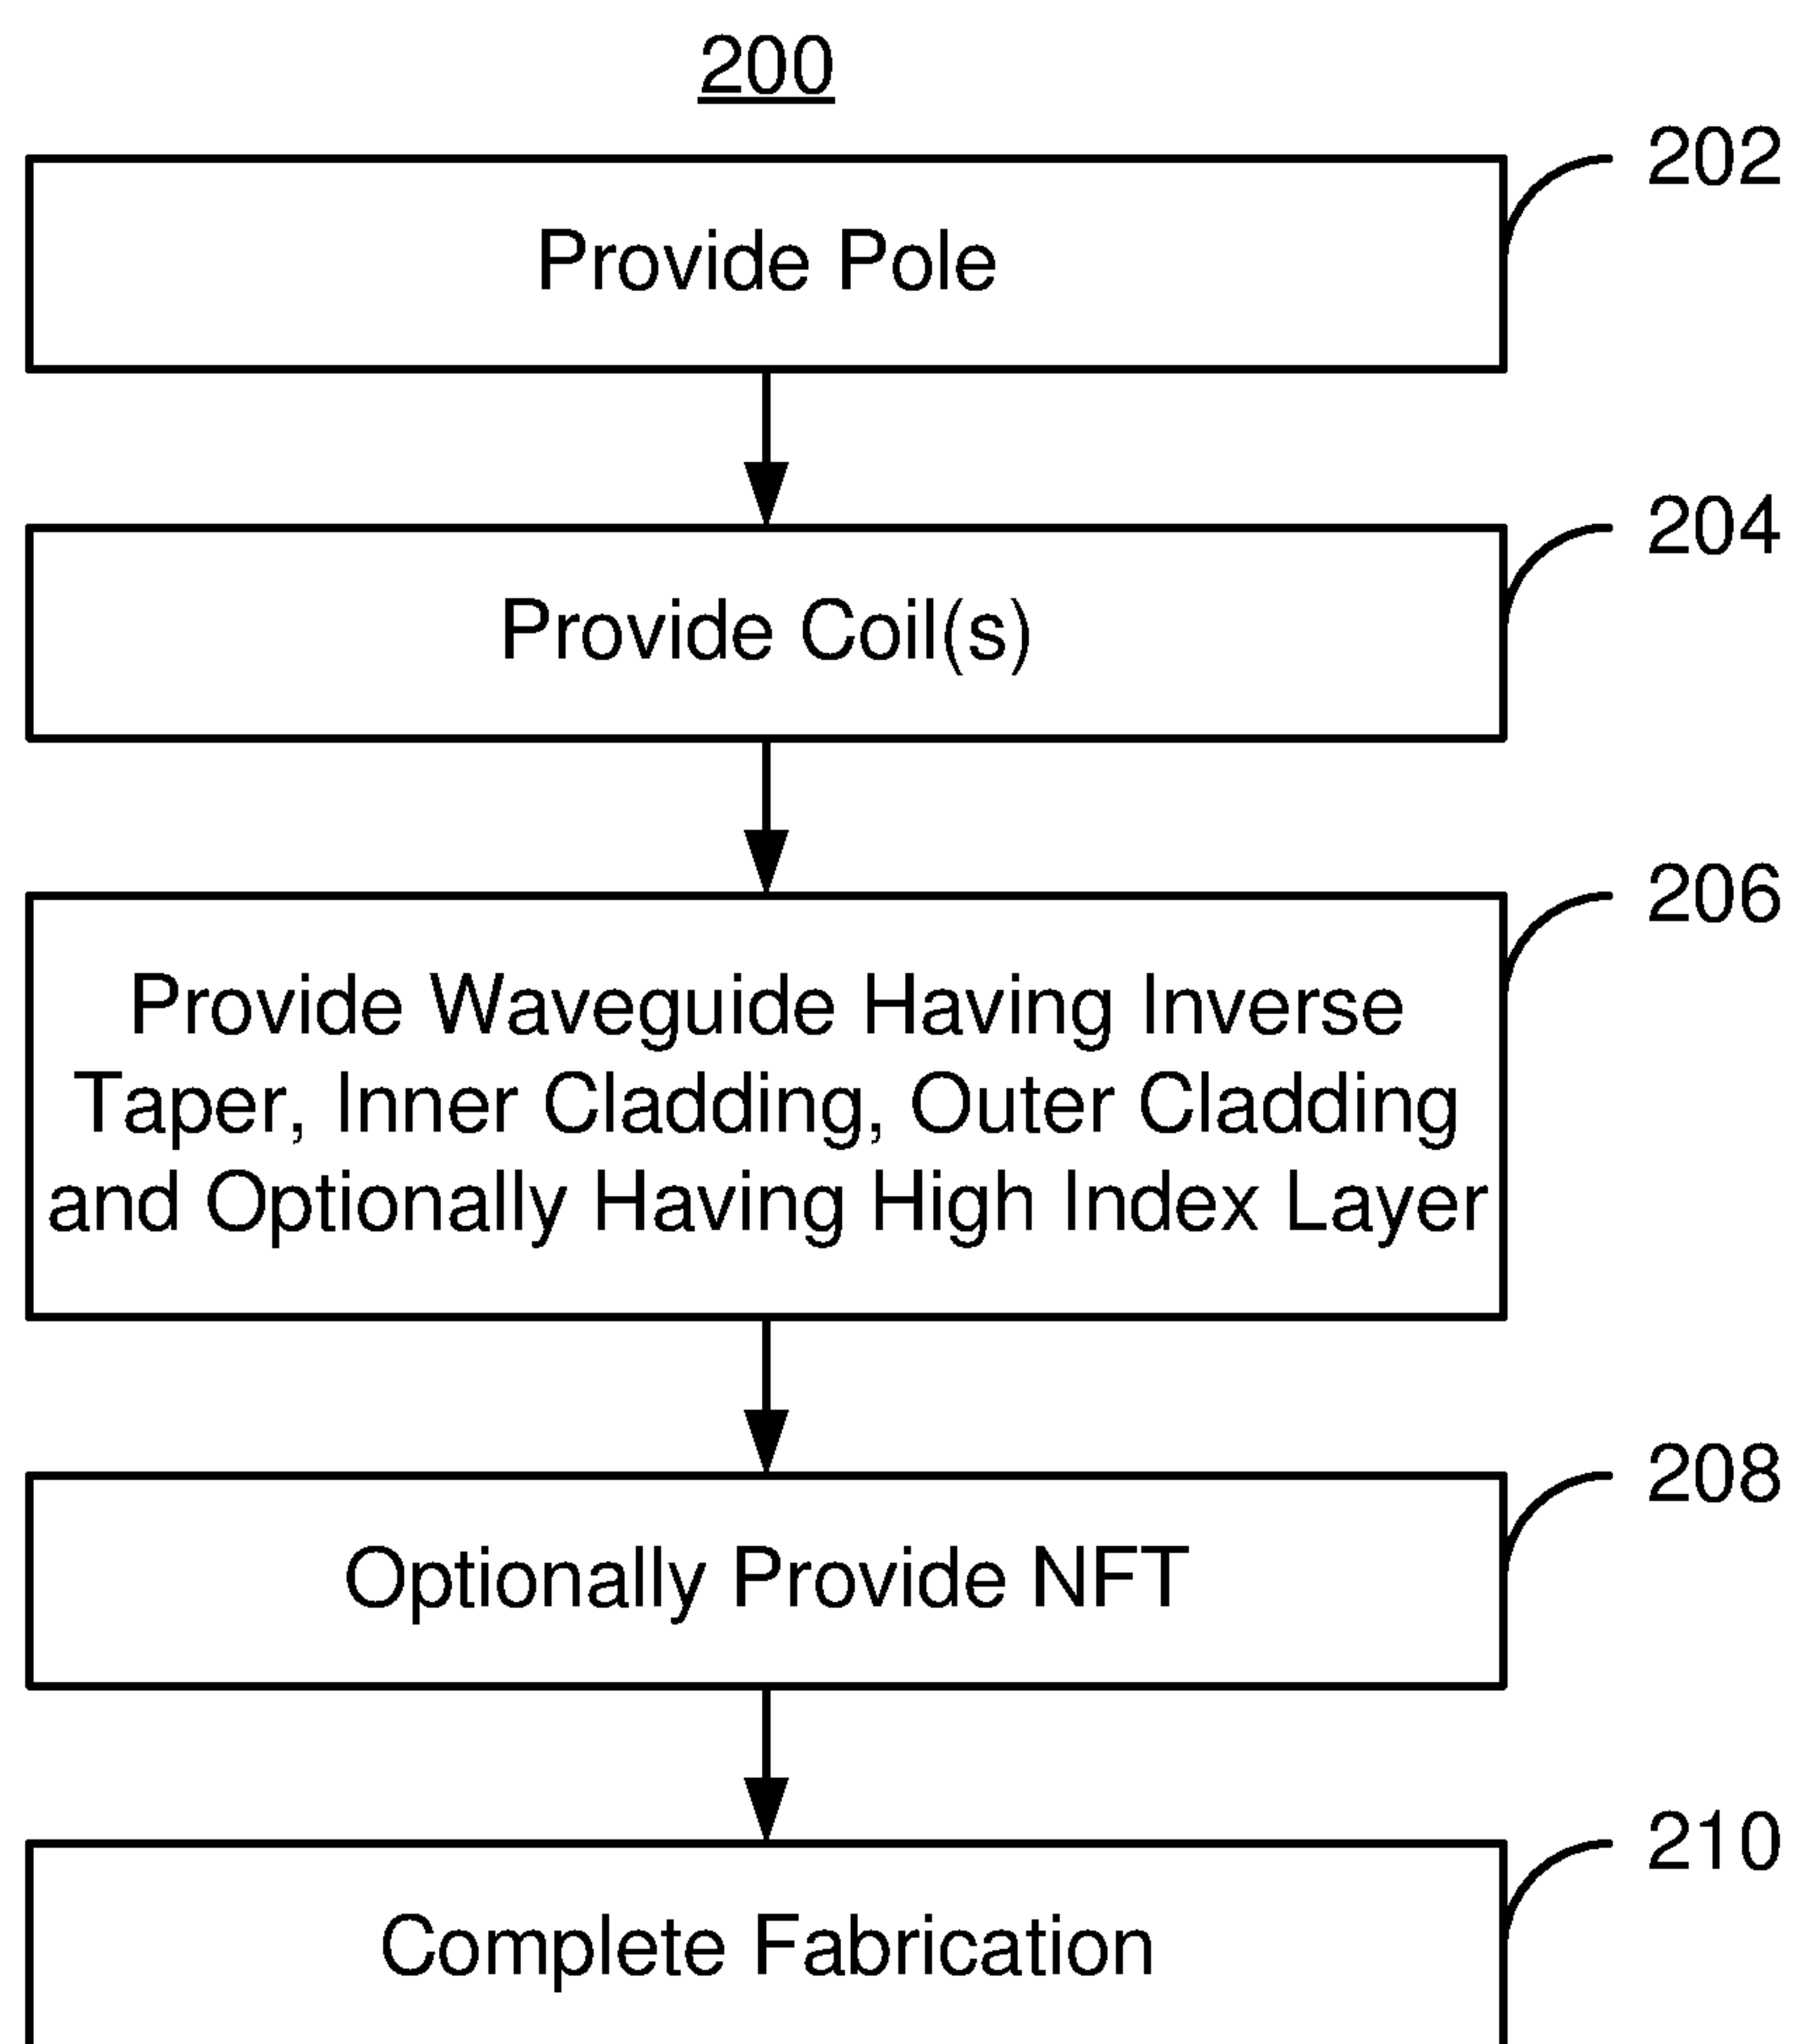 200
202
Provide Pole
204
Provide Coil(s)
206
Provide Waveguide Having Inverse
Taper, Inner Cladding, Outer Cladding
and Optionally Having High Index Layer
208
Optionally Provide NFT
210
Complete Fabrication